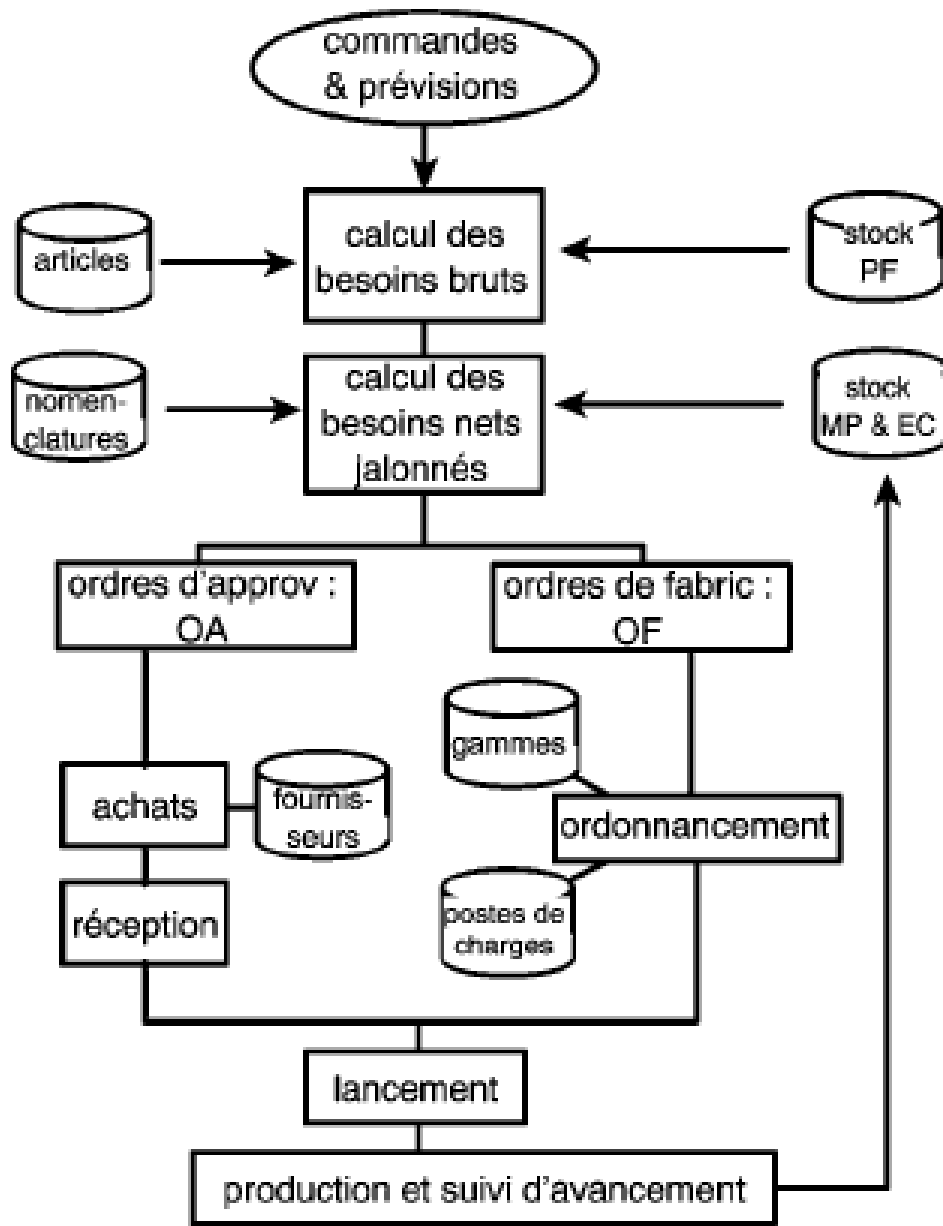 commandes
& prévisions
calcul des
besoins bruts
articles
stock
PF
calcul des
besoins nets
jalonnés
nomen-
clatures
stock
MP & EC
ordres d'approv :
OA
ordres de fabric :
OF
gammes
achats
fournis-
seurs
ordonnancement
réception
postes de
charges
lancement
production et suivi d'avancement